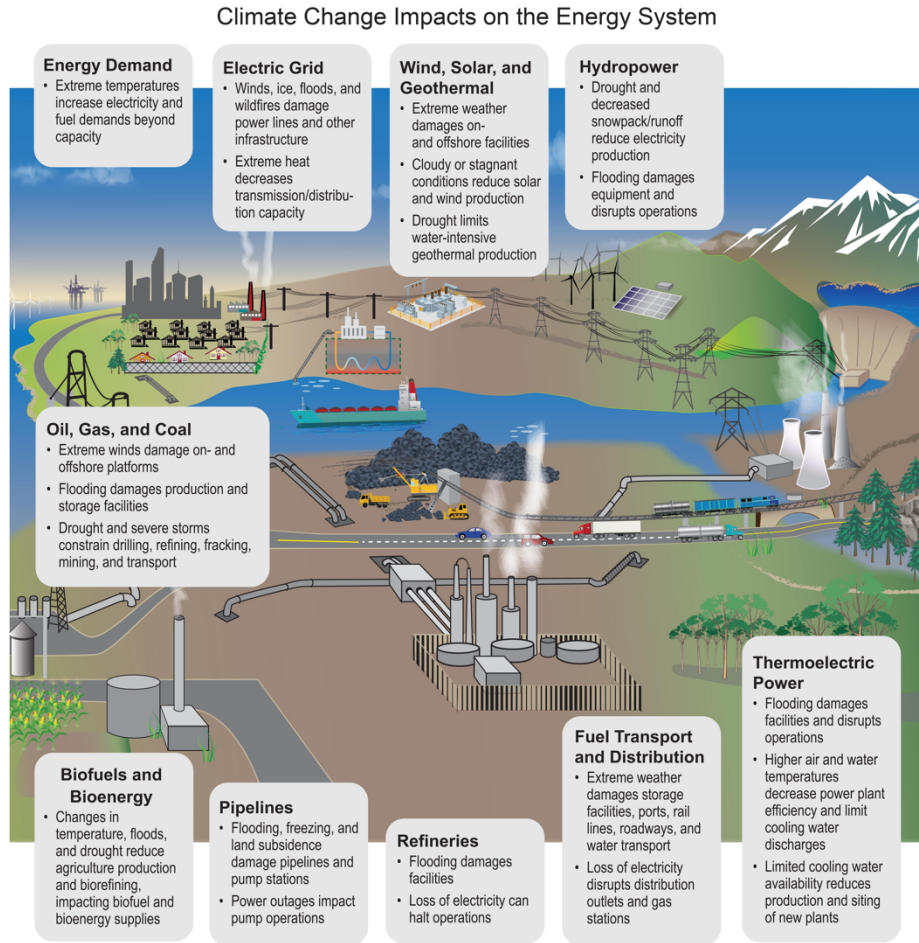 Climate Change Impacts on the Energy System
Energy Demand
• Extreme temperatures
increase electricity and
fuel demands beyond
capacity
Electric Grid
• Winds, ice, floods, and
wildfires damage
power lines and other
infrastructure
• Extreme heat
decreases
transmission/distribu-
tion capacity
Wind, Solar, and
Geothermal
• Extreme weather
damages on-
and offshore facilities
• Cloudy or stagnant
conditions reduce solar
and wind production
• Drought limits
water-intensive
geothermal production
Hydropower
• Drought and
decreased
snowpack/runoff
reduce electricity
production
• Flooding damages
equipment and
disrupts operations
Oil, Gas, and Coal
• Extreme winds damage on- and
offshore platforms
• Flooding damages production and
storage facilities
• Drought and severe storms
constrain drilling, refining, fracking,
mining, and transport
Biofuels and
Bioenergy
• Changes in
temperature, floods,
and drought reduce
agriculture production
and biorefining,
impacting biofuel and
bioenergy supplies
Pipelines
• Flooding, freezing, and
land subsidence
damage pipelines and
pump stations
• Power outages impact
pump operations
Refineries
• Flooding damages
facilities
• Loss of electricity can
halt operations
Fuel Transport
and Distribution
• Extreme weather
damages storage
facilities, ports, rail
lines, roadways, and
water transport
• Loss of electricity
disrupts distribution
outlets and gas
stations
Thermoelectric
Power
• Flooding damages
facilities and disrupts
operations
• Higher air and water
temperatures
decrease power plant
efficiency and limit
cooling water
discharges
• Limited cooling water
availability reduces
production and siting
of new plants